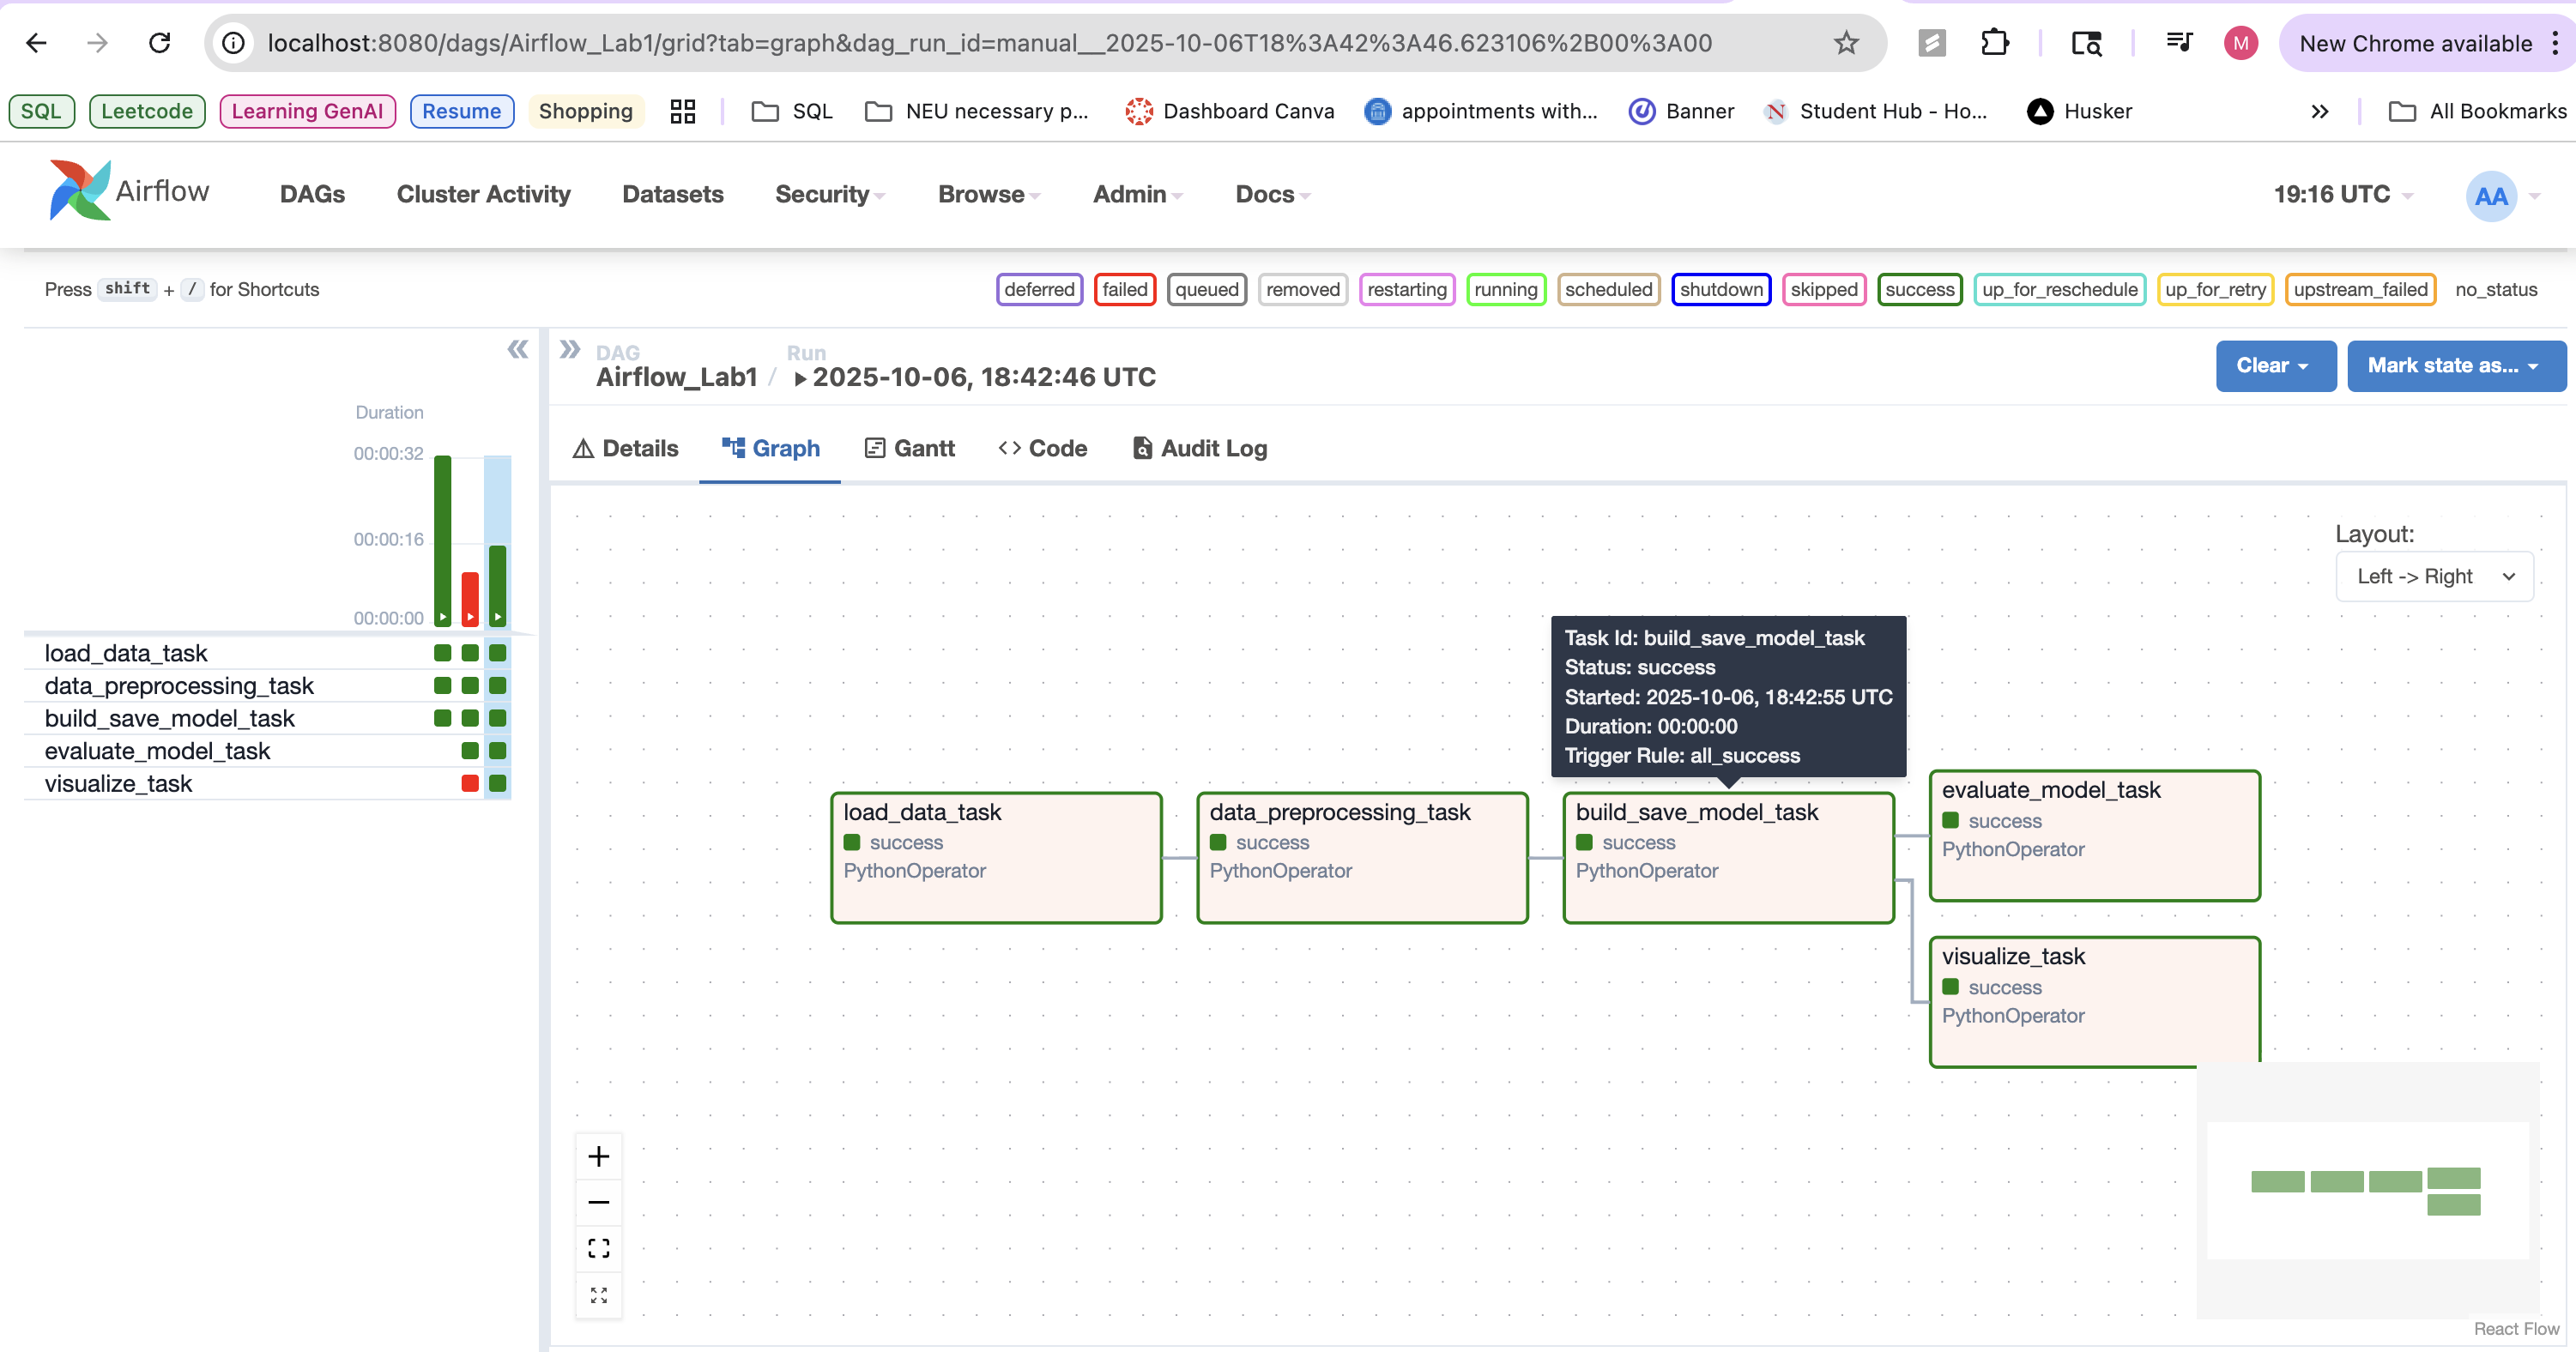 localhost:8080/dags/Airflow_Lab1/grid?tab=graph&dag_run_id=manual__2025-10-06T18%3A42%3A46.623106%2B00%3A00
M
New Chrome available
SQL
Leetcode
Learning GenAI
Resume
Shopping
SQL
NEU necessary p...
Dashboard Canva
appointments with...
Banner
Student Hub - Ho...
Husker
All Bookmarks
Airflow
DAGs
Cluster Activity
Datasets
Security
Browse
Admin
Docs
19:16 UTC
AA
Press shift + / for Shortcuts
deferred
failed
queued
removed
restarting
running
scheduled
shutdown
skipped
success
up_for_reschedule
up_for_retry
upstream_failed
no_status
DAG
Airflow_Lab1 /
Run
2025-10-06, 18:42:46 UTC
Clear
Mark state as...
Details
Graph
Gantt
Code
Audit Log
Duration
00:00:32
00:00:16
00:00:00
load_data_task
data_preprocessing_task
build_save_model_task
evaluate_model_task
visualize_task
Layout:
Left -> Right
Task Id: build_save_model_task
Status: success
Started: 2025-10-06, 18:42:55 UTC
Duration: 00:00:00
Trigger Rule: all_success
load_data_task
success
PythonOperator
data_preprocessing_task
success
PythonOperator
build_save_model_task
success
PythonOperator
evaluate_model_task
success
PythonOperator
visualize_task
success
PythonOperator
React Flow